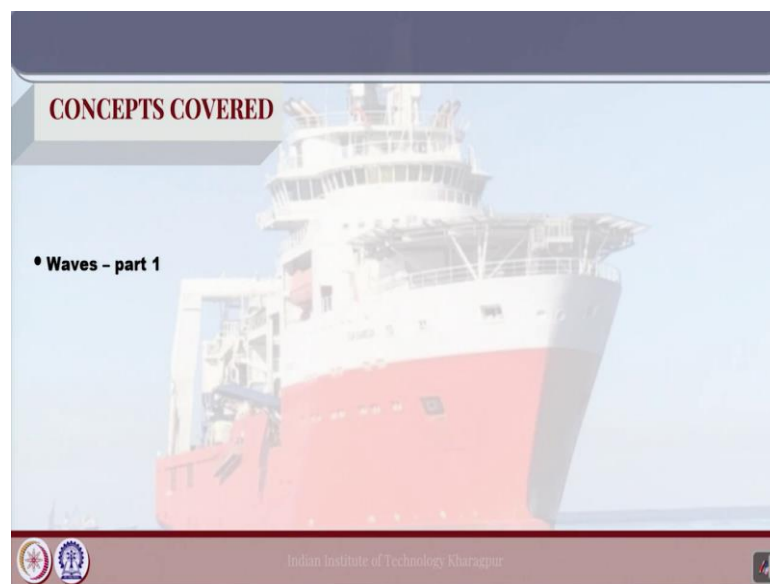 CONCEPTS COVERED
• Waves – part 1
Indian Institute of Technology Kharagpur